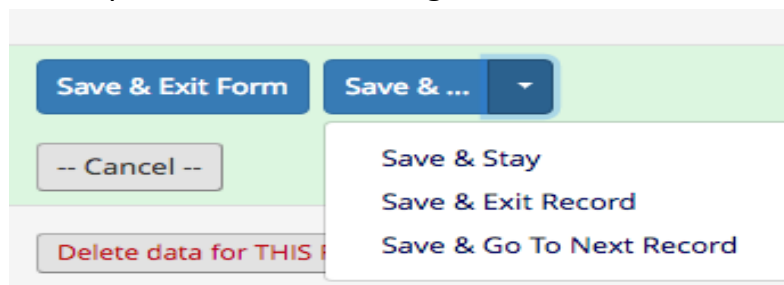 Save & Exit Form Save & ...
-- Cancel --
Save & Stay
Save & Exit Record
Save & Go To Next Record
Delete data for THIS